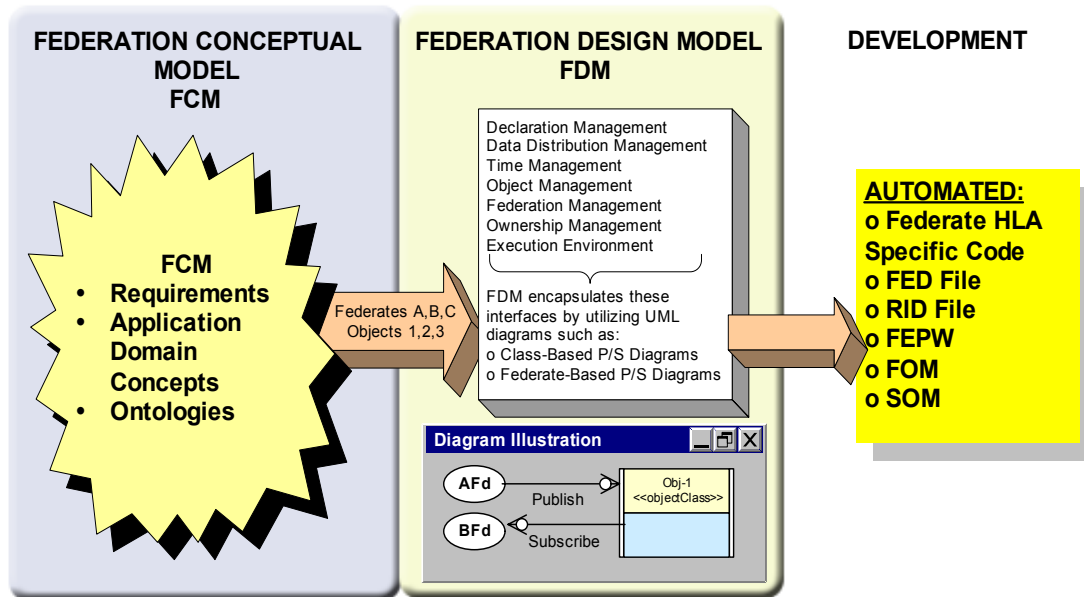 FEDERATION CONCEPTUAL
MODEL
FCM
FCM
• Requirements
• Application
Domain
Concepts
• Ontologies
Federates A,B,C
Objects 1,2,3
FEDERATION DESIGN MODEL
FDM
Declaration Management
Data Distribution Management
Time Management
Object Management
Federation Management
Ownership Management
Execution Environment
FDM encapsulates these
interfaces by utilizing UML
diagrams such as:
o Class-Based P/S Diagrams
o Federate-Based P/S Diagrams
Diagram Illustration
AFd
Publish
Obj-1
<<objectClass>>
BFd
Subscribe
DEVELOPMENT
AUTOMATED:
o Federate HLA
Specific Code
o FED File
o RID File
o FEPW
o FOM
o SOM